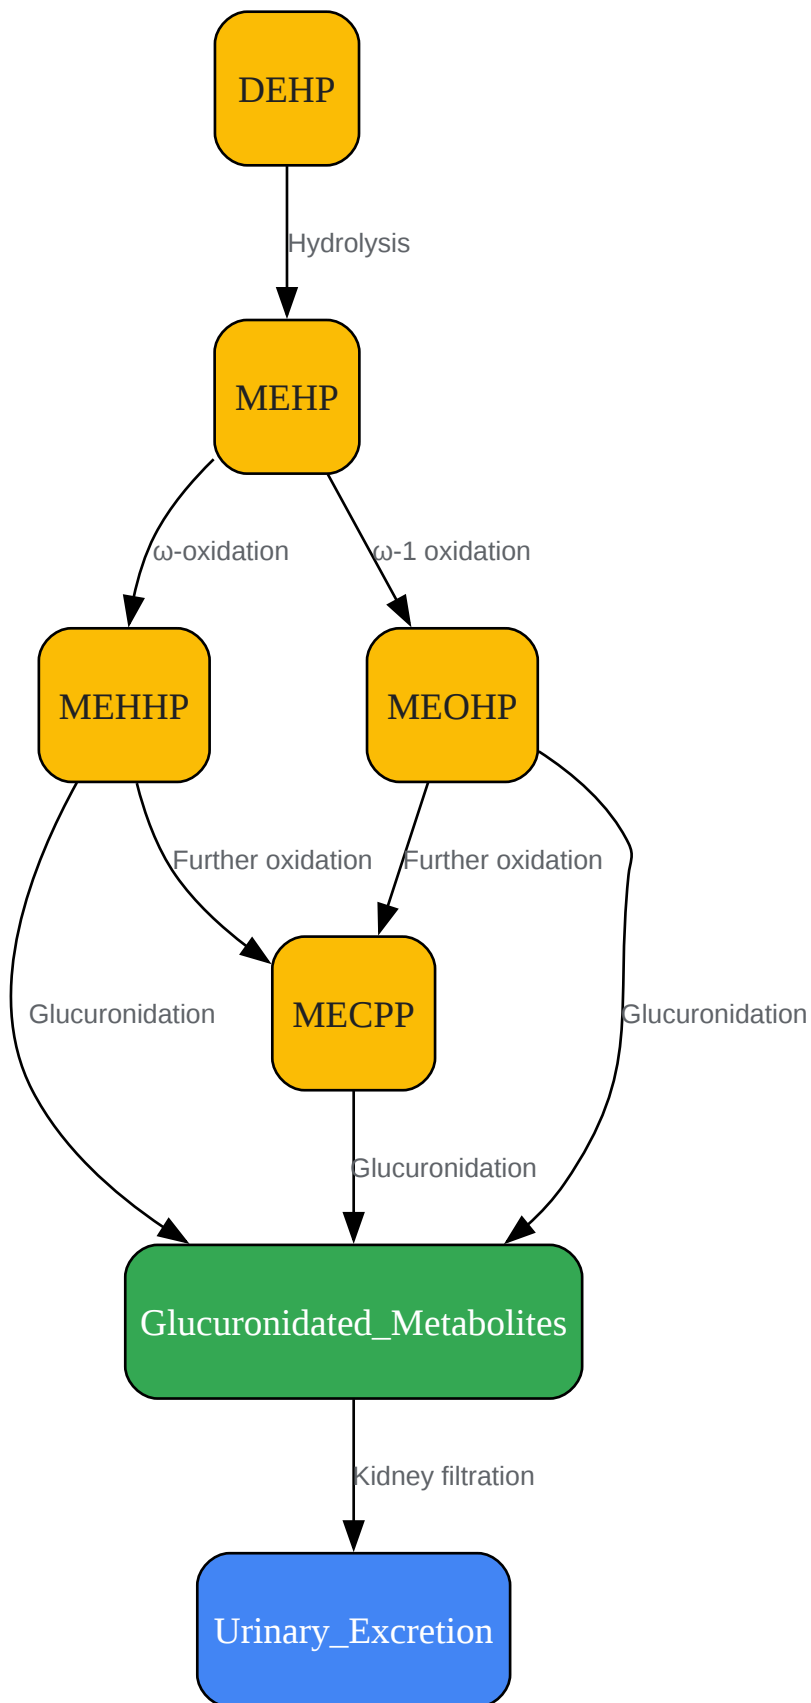 DEHP
Hydrolysis
MEHP
ω-oxidation
ω-1 oxidation
MEHHP
MEOHP
Further oxidation
Further oxidation
MECPP
Glucuronidation
Glucuronidation
Glucuronidation
Glucuronidated_Metabolites
Kidney filtration
Urinary_Excretion